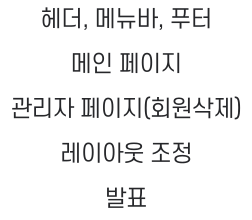 헤더, 메뉴바, 푸터
메인 페이지
관리자 페이지(회원삭제)
레이아웃 조정
발표